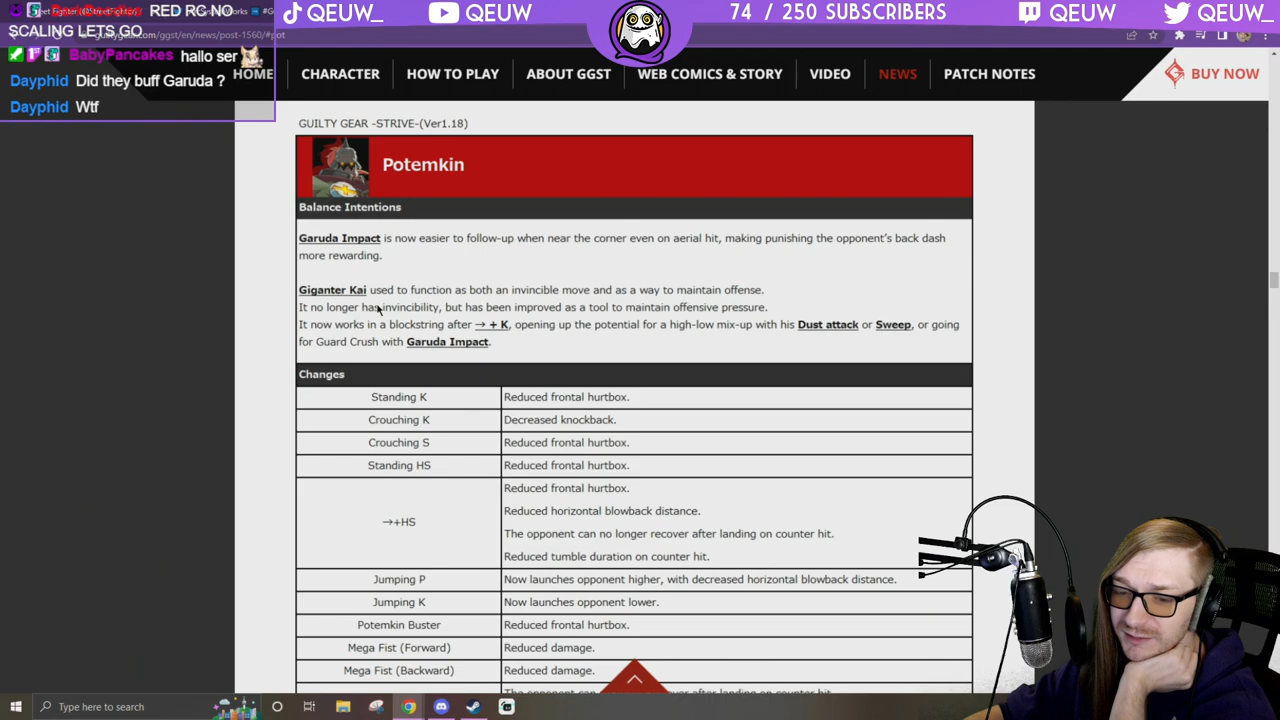 RED RG NO
SCALING LETS GO
BabyPancakes hallo ser
Dayphid Did they buff Garuda ?
Dayphid Wtf
QEUW_
QEUW
74 / 250 SUBSCRIBERS
QEUW
QEUW_
/ggst/en/news/post-1560/#pot
HOME
CHARACTER
HOW TO PLAY
ABOUT GGST
WEB COMICS & STORY
VIDEO
NEWS
PATCH NOTES
BUY NOW
GUILTY GEAR -STRIVE-(Ver1.18)
Potemkin
Balance Intentions
Garuda Impact is now easier to follow-up when near the corner even on aerial hit, making punishing the opponent's back dash
more rewarding.
Giganter Kai used to function as both an invincible move and as a way to maintain offense.
It no longer has invincibility, but has been improved as a tool to maintain offensive pressure.
It now works in a blockstring after → + K, opening up the potential for a high-low mix-up with his Dust attack or Sweep, or going
for Guard Crush with Garuda Impact.
Changes
Standing K Reduced frontal hurtbox.
Crouching K Decreased knockback.
Crouching S Reduced frontal hurtbox.
Standing HS Reduced frontal hurtbox.
→+HS
Reduced frontal hurtbox.
Reduced horizontal blowback distance.
The opponent can no longer recover after landing on counter hit.
Reduced tumble duration on counter hit.
Jumping P Now launches opponent higher, with decreased horizontal blowback distance.
Jumping K Now launches opponent lower.
Potemkin Buster Reduced frontal hurtbox.
Mega Fist (Forward) Reduced damage.
Mega Fist (Backward) Reduced damage.
Type here to search